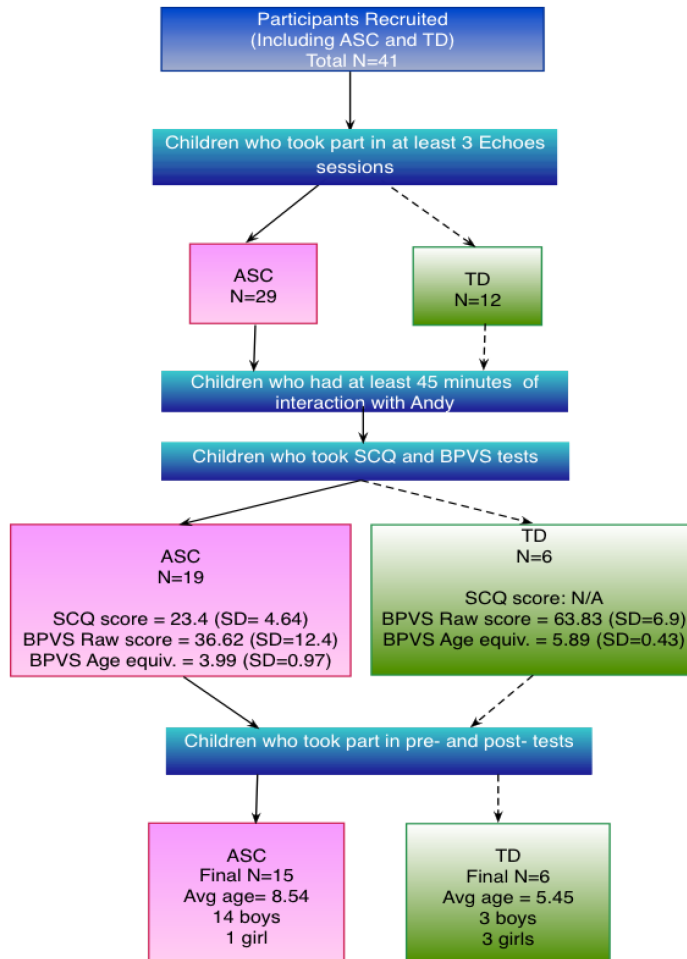 Participants Recruited
(Including ASC and TD)
Total N=41
Children who took part in at least 3 Echoes
sessions
ASC
N=29
TD
N=12
Children who had at least 45 minutes of
interaction with Andy
Children who took SCQ and BPVS tests
ASC
N=19
SCQ score = 23.4 (SD= 4.64)
BPVS Raw score = 36.62 (SD=12.4)
BPVS Age equiv. = 3.99 (SD=0.97)
TD
N=6
SCQ score: N/A
BPVS Raw score = 63.83 (SD=6.9)
BPVS Age equiv. = 5.89 (SD=0.43)
Children who took part in pre- and post- tests
ASC
Final N=15
Avg age= 8.54
14 boys
1 girl
TD
Final N=6
Avg age = 5.45
3 boys
3 girls